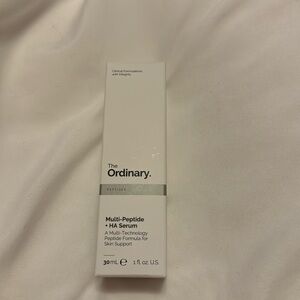 Clinical Formulations
with Integrity.
The
Ordinary.
PEPTIDES
Multi-Peptide
+ HA Serum
A Multi-Technology
Peptide Formula for
Skin Support
30mL ℮ 1 fl. oz. U.S.